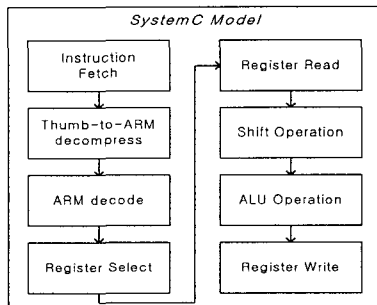 SystemC Model
Instruction
Fetch
Thumb-to-ARM
decompress
ARM decode
Register Select
Register Read
Shift Operation
ALU Operation
Register Write